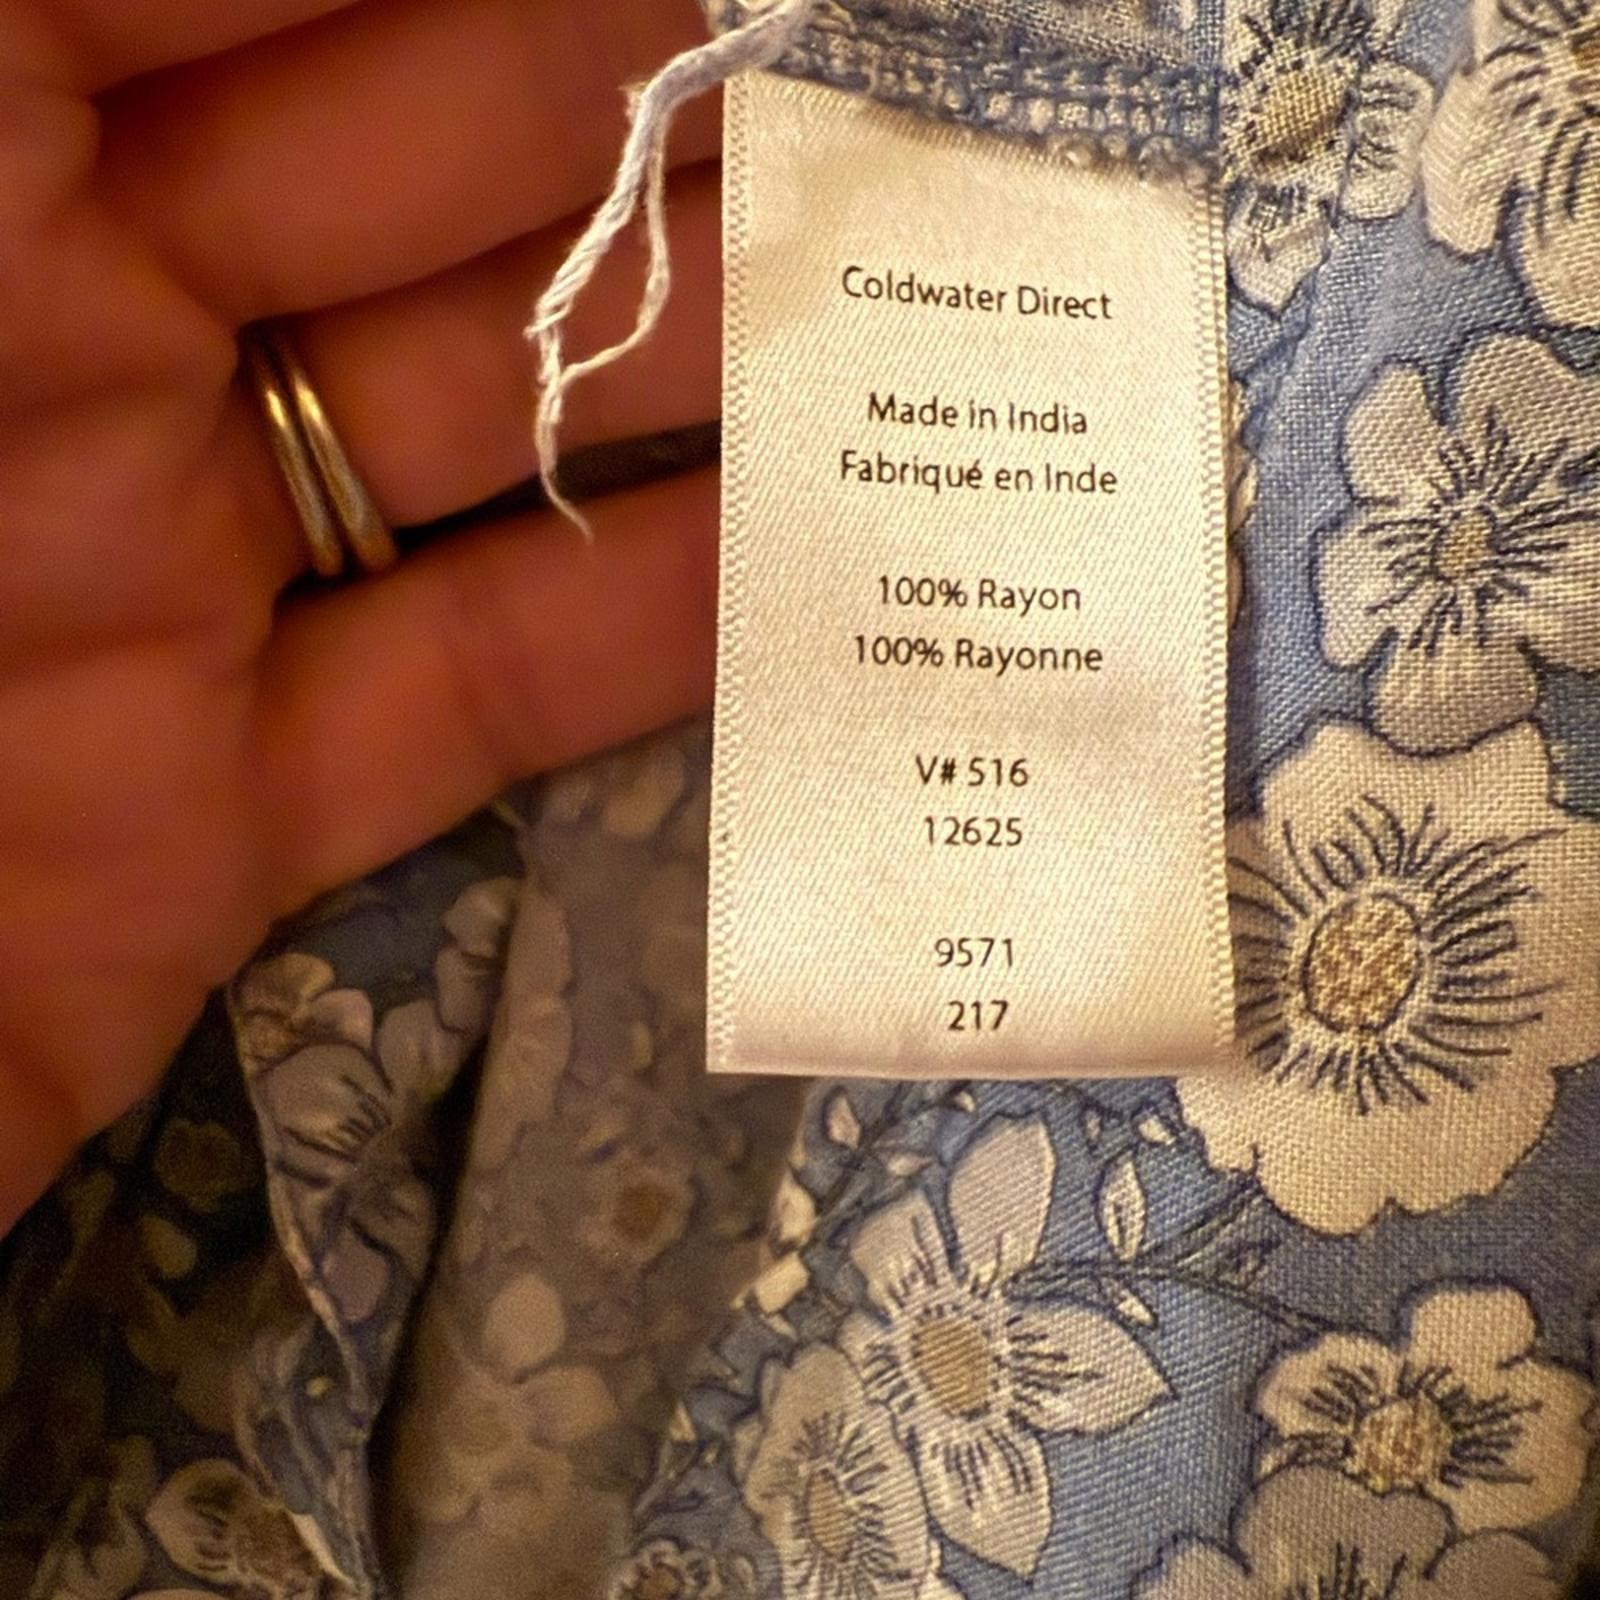 Coldwater Direct
Made in India
Fabriqué en Inde
100% Rayon
100% Rayonne
V# 516
12625
9571
217